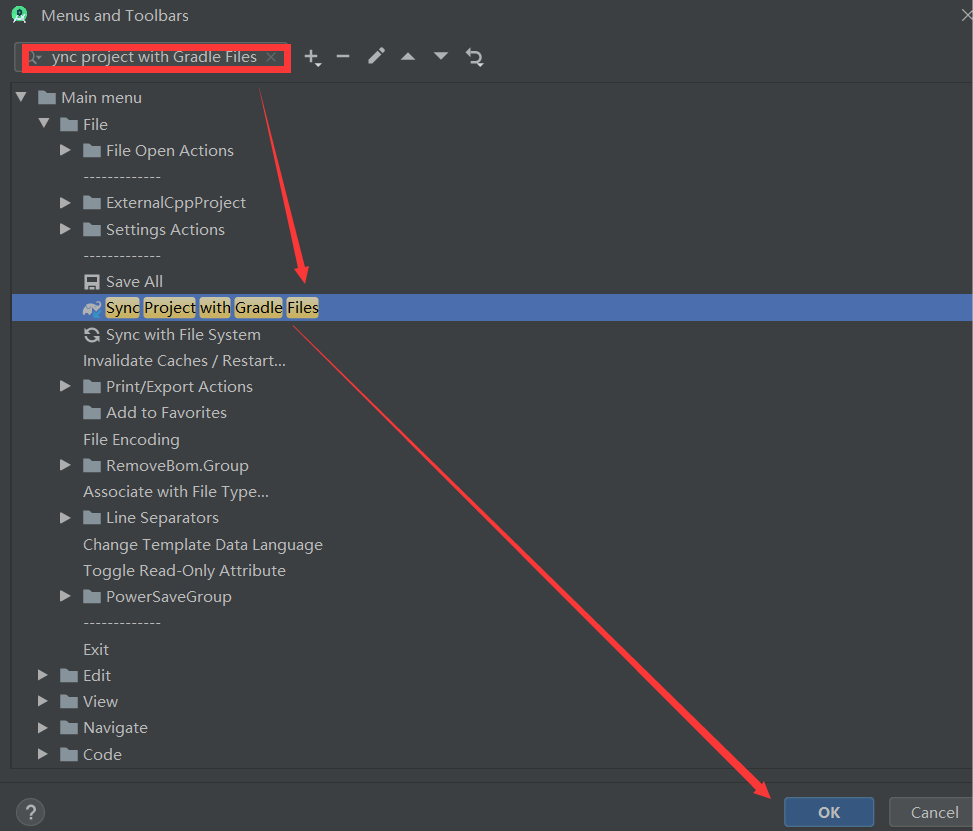 Menus and Toolbars
ync project with Gradle Files
Main menu
File
File Open Actions
-------------
ExternalCppProject
Settings Actions
-------------
Save All
Sync Project with Gradle Files
Sync with File System
Invalidate Caches / Restart...
Print/Export Actions
Add to Favorites
File Encoding
RemoveBom.Group
Associate with File Type...
Line Separators
Change Template Data Language
Toggle Read-Only Attribute
PowerSaveGroup
-------------
Exit
Edit
View
Navigate
Code
?
OK
Cancel